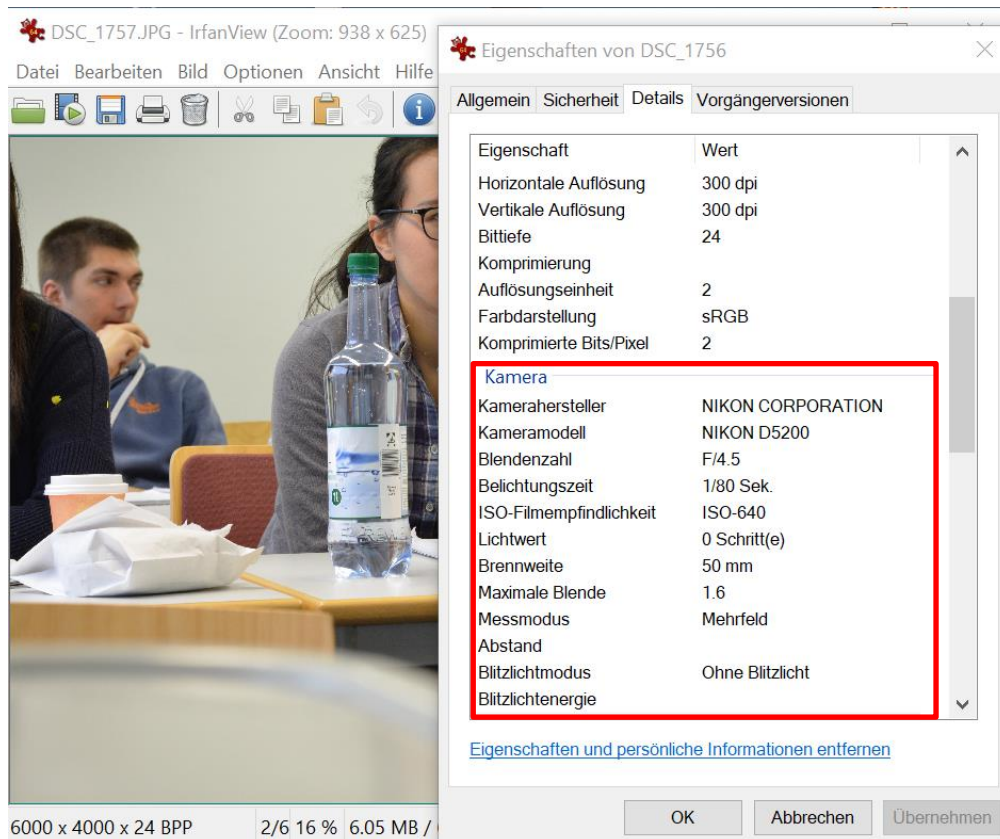 DSC_1757.JPG - IrfanView (Zoom: 938 x 625)
Datei Bearbeiten Bild Optionen Ansicht Hilfe
6000 x 4000 x 24 BPP 2/6 16 % 6.05 MB /
Eigenschaften von DSC_1756
Allgemein Sicherheit Details Vorgängerversionen
Eigenschaft Wert
Horizontale Auflösung 300 dpi
Vertikale Auflösung 300 dpi
Bittiefe 24
Komprimierung
Auflösungseinheit 2
Farbdarstellung sRGB
Komprimierte Bits/Pixel 2
Kamera
Kamerahersteller NIKON CORPORATION
Kameramodell NIKON D5200
Blendenzahl F/4.5
Belichtungszeit 1/80 Sek.
ISO-Filmempfindlichkeit ISO-640
Lichtwert 0 Schritt(e)
Brennweite 50 mm
Maximale Blende 1.6
Messmodus Mehrfeld
Abstand
Blitzlichtmodus Ohne Blitzlicht
Blitzlichtenergie
Eigenschaften und persönliche Informationen entfernen
OK Abbrechen Übernehmen